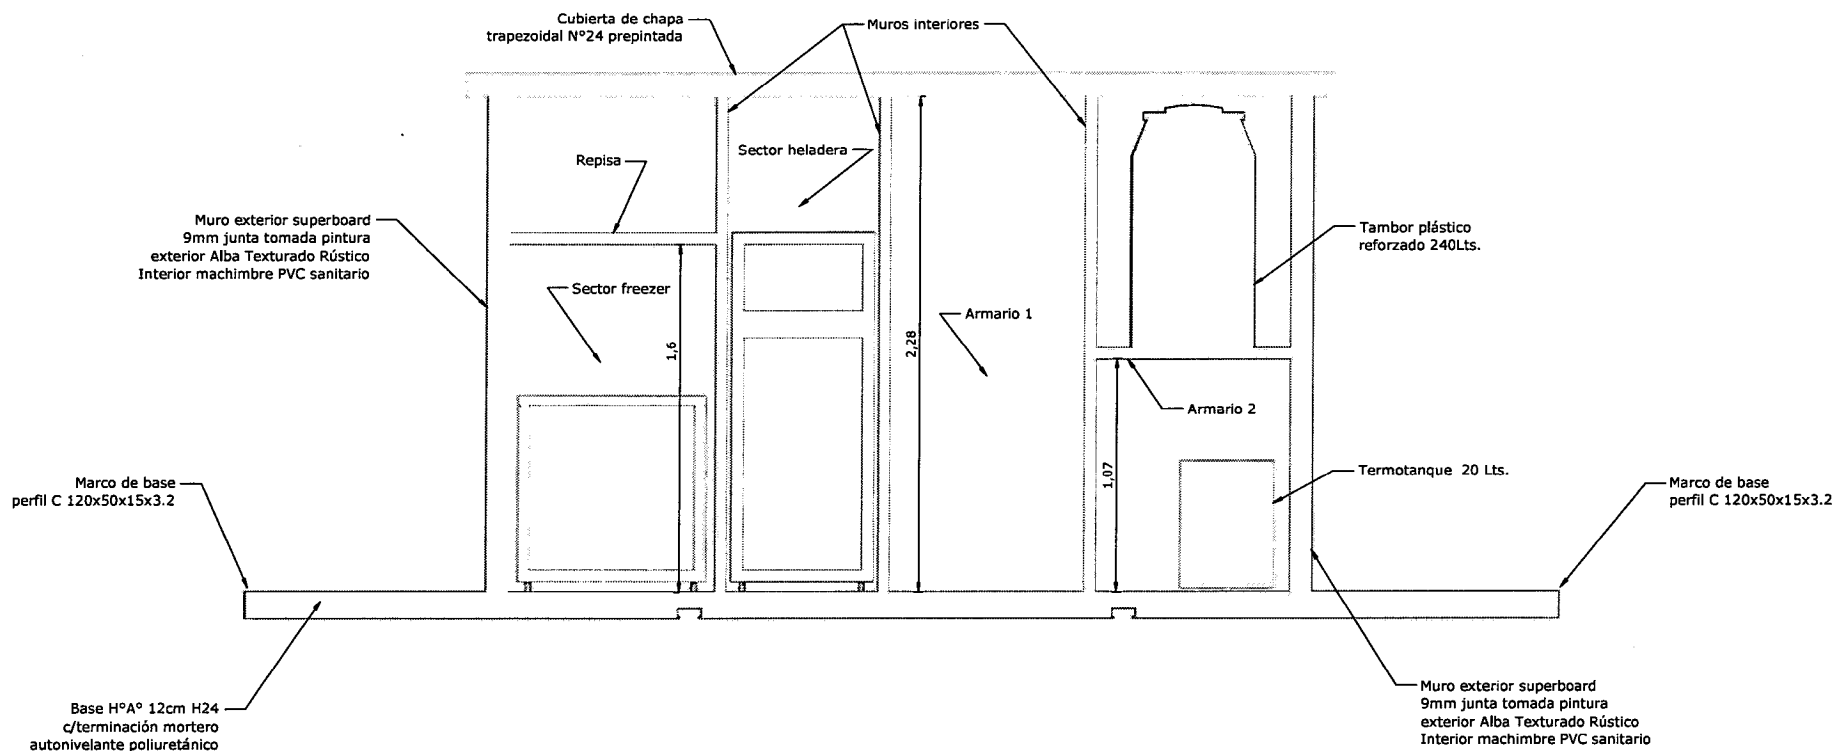 Cubierta de chapa
trapezoidal N°24 prepintada
Muros interiores
Repisa
Sector heladera
Muro exterior superboard
9mm junta tomada pintura
exterior Alba Texturado Rústico
Interior machimbre PVC sanitario
Tambor plástico
reforzado 240Lts.
Sector freezer
1,6
2,28
Armario 1
Armario 2
1,07
Termotanque 20 Lts.
Marco de base
perfil C 120x50x15x3.2
Marco de base
perfil C 120x50x15x3.2
Base H°A° 12cm H24
c/terminación mortero
autonivelante poliuretánico
Muro exterior superboard
9mm junta tomada pintura
exterior Alba Texturado Rústico
Interior machimbre PVC sanitario